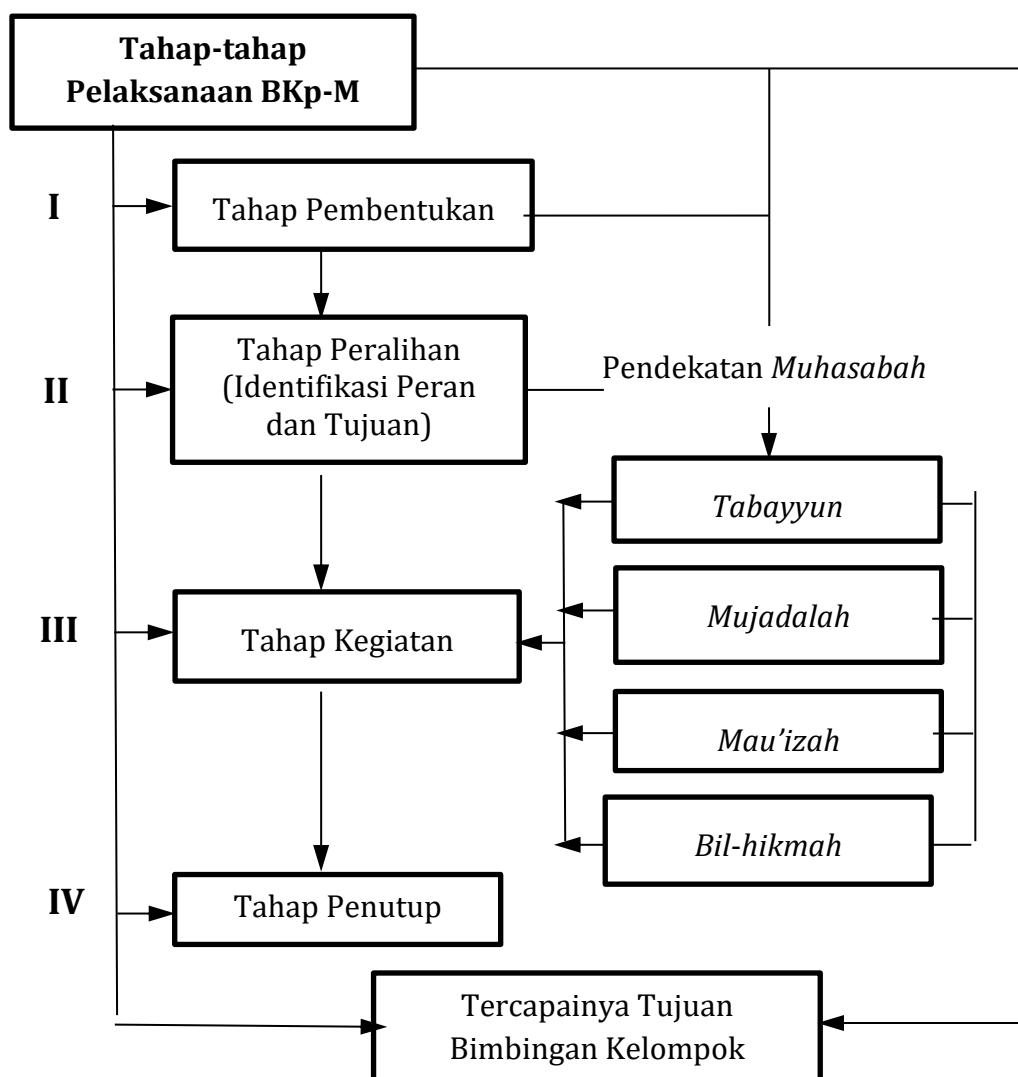 Tahap-tahap
Pelaksanaan BKp-M
I
Tahap Pembentukan
II
Tahap Peralihan
(Identifikasi Peran
dan Tujuan)
Pendekatan Muhasabah
Tabayyun
Mujadalah
III
Tahap Kegiatan
Mau’izah
Bil-hikmah
IV
Tahap Penutup
Tercapainya Tujuan
Bimbingan Kelompok